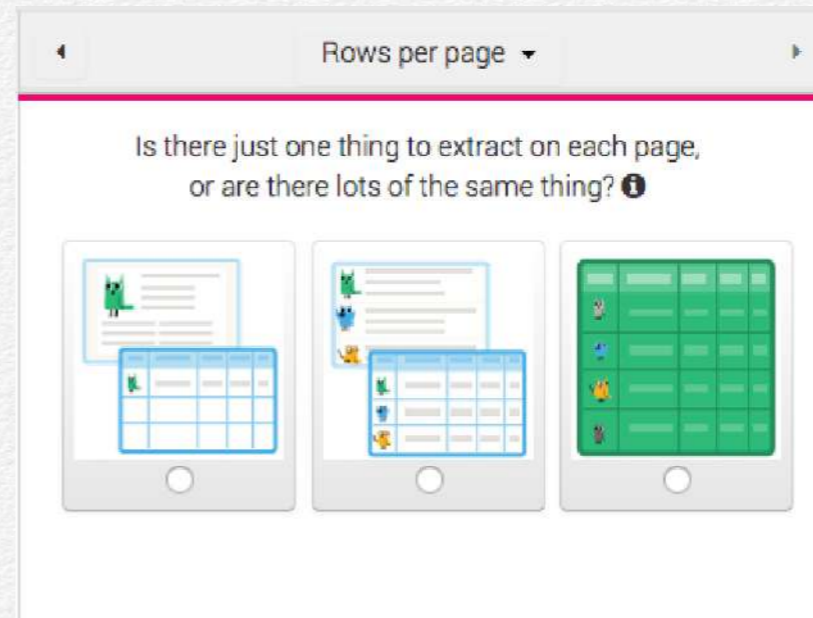 Rows per page
Is there just one thing to extract on each page,
or are there lots of the same thing?